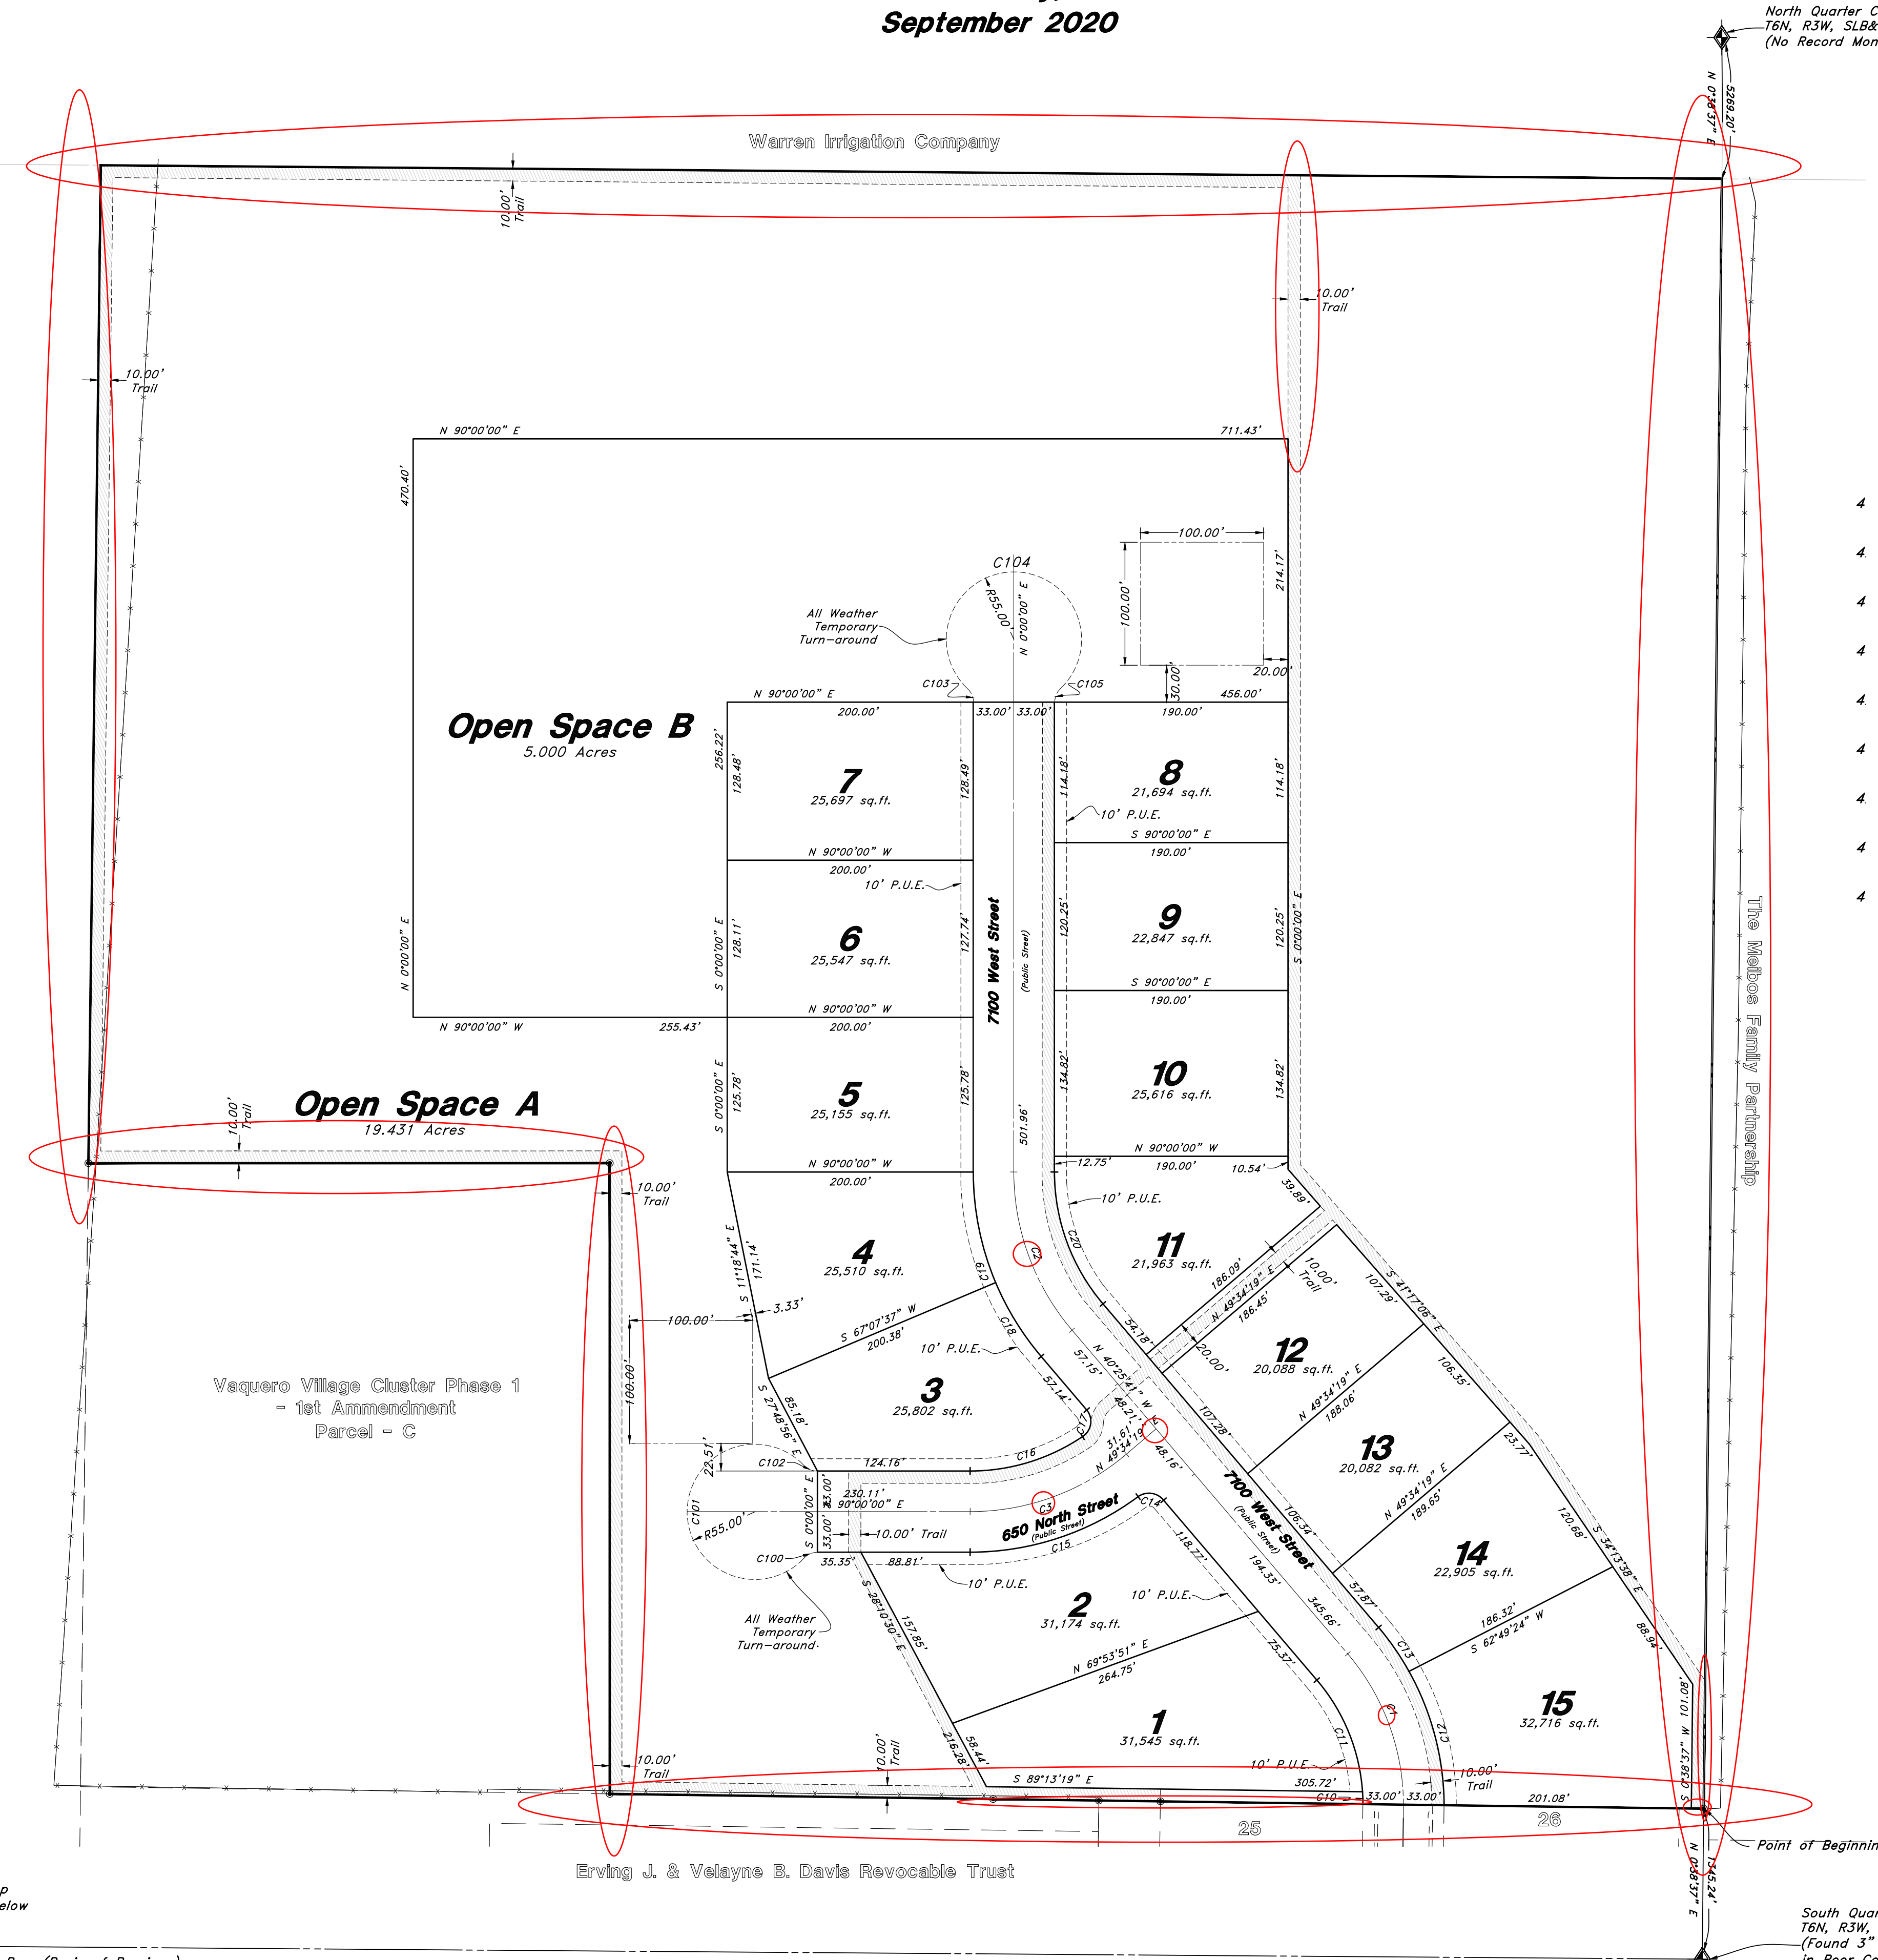 September 2020
North Quarter C
T6N, R3W, SLB&
(No Record Mon
N 0°38'37" E
5269.20'
Warren Irrigation Company
10.00'
Trail
10.00'
Trail
10.00'
Trail
N 90°00'00" E
711.43'
470.40'
214.17'
100.00'
100.00'
20.00'
30.00'
C104
R55.00'
N 0°00'00" E
All Weather
Temporary
Turn-around
C103
C105
N 90°00'00" E
456.00'
200.00'
33.00'
33.00'
190.00'
4
4
4
4
4
4
4
4
4
Open Space B
5.000 Acres
256.22'
128.48'
7
25,697 sq.ft.
128.49'
114.18'
8
21,694 sq.ft.
114.18'
10' P.U.E.
S 90°00'00" E
190.00'
N 90°00'00" W
200.00'
10' P.U.E.
N 0°00'00" E
S 0°00'00" E
128.11'
6
25,547 sq.ft.
127.74'
7100 West Street
(Public Street)
120.25'
9
22,847 sq.ft.
120.25'
S 0°00'00" E
S 90°00'00" E
190.00'
N 90°00'00" W
255.43'
N 90°00'00" W
200.00'
The Meibos Family Partnership
Open Space A
19.431 Acres
10.00'
Trail
S 0°00'00" E
125.78'
5
25,155 sq.ft.
125.78'
501.96'
134.82'
10
25,616 sq.ft.
134.82'
N 90°00'00" W
200.00'
N 90°00'00" W
190.00'
12.75'
10.54'
39.89'
10.00'
Trail
10' P.U.E.
S 11°18'44" E
171.14'
4
25,510 sq.ft.
C19
C2
C20
11
21,963 sq.ft.
186.09'
N 49°34'19" E
186.45'
10.00'
Trail
S 41°17'06" E
107.29'
3.33'
100.00'
100.00'
S 67°07'37" W
200.38'
C18
10' P.U.E.
54.78'
20.00'
N 40°25'41" W
57.15'
12
20,088 sq.ft.
106.35'
Vaquero Village Cluster Phase 1
- 1st Ammendment
Parcel - C
S 27°48'56" E
85.18'
3
25,802 sq.ft.
57.14'
C17
48.21'
31.61'
N 49°34'19" E
48.16'
107.28'
N 49°34'19" E
188.06'
23.77'
22.51'
C102
124.16'
C16
13
20,082 sq.ft.
C101
R55.00'
S 0°00'00" E
33.00'
33.00'
230.11'
N 90°00'00" E
C3
650 North Street
(Public Street)
C14
7100 West Street
(Public Street)
106.34'
N 49°34'19" E
189.65'
120.68'
S 34°13'38" E
10.00' Trail
C100
35.35'
88.81'
C15
10' P.U.E.
118.77'
194.33'
14
22,905 sq.ft.
57.87'
345.66'
186.32'
S 62°49'24" W
88.94'
All Weather
Temporary
Turn-around
S 28°10'30" E
157.85'
2
31,174 sq.ft.
10' P.U.E.
N 69°53'51" E
264.75'
75.37'
C13
C1
C12
15
32,716 sq.ft.
S 0°38'37" W
101.08'
1
31,545 sq.ft.
C11
10' P.U.E.
10.00'
Trail
10.00'
Trail
10.00'
Trail
58.44'
216.28'
S 89°13'19" E
305.72'
C10
33.00'
33.00'
201.08'
25
26
Point of Beginnin
Erving J. & Velayne B. Davis Revocable Trust
N 0°38'37" E
1345.24'
p
elow
South Quar
T6N, R3W,
(Found 3"